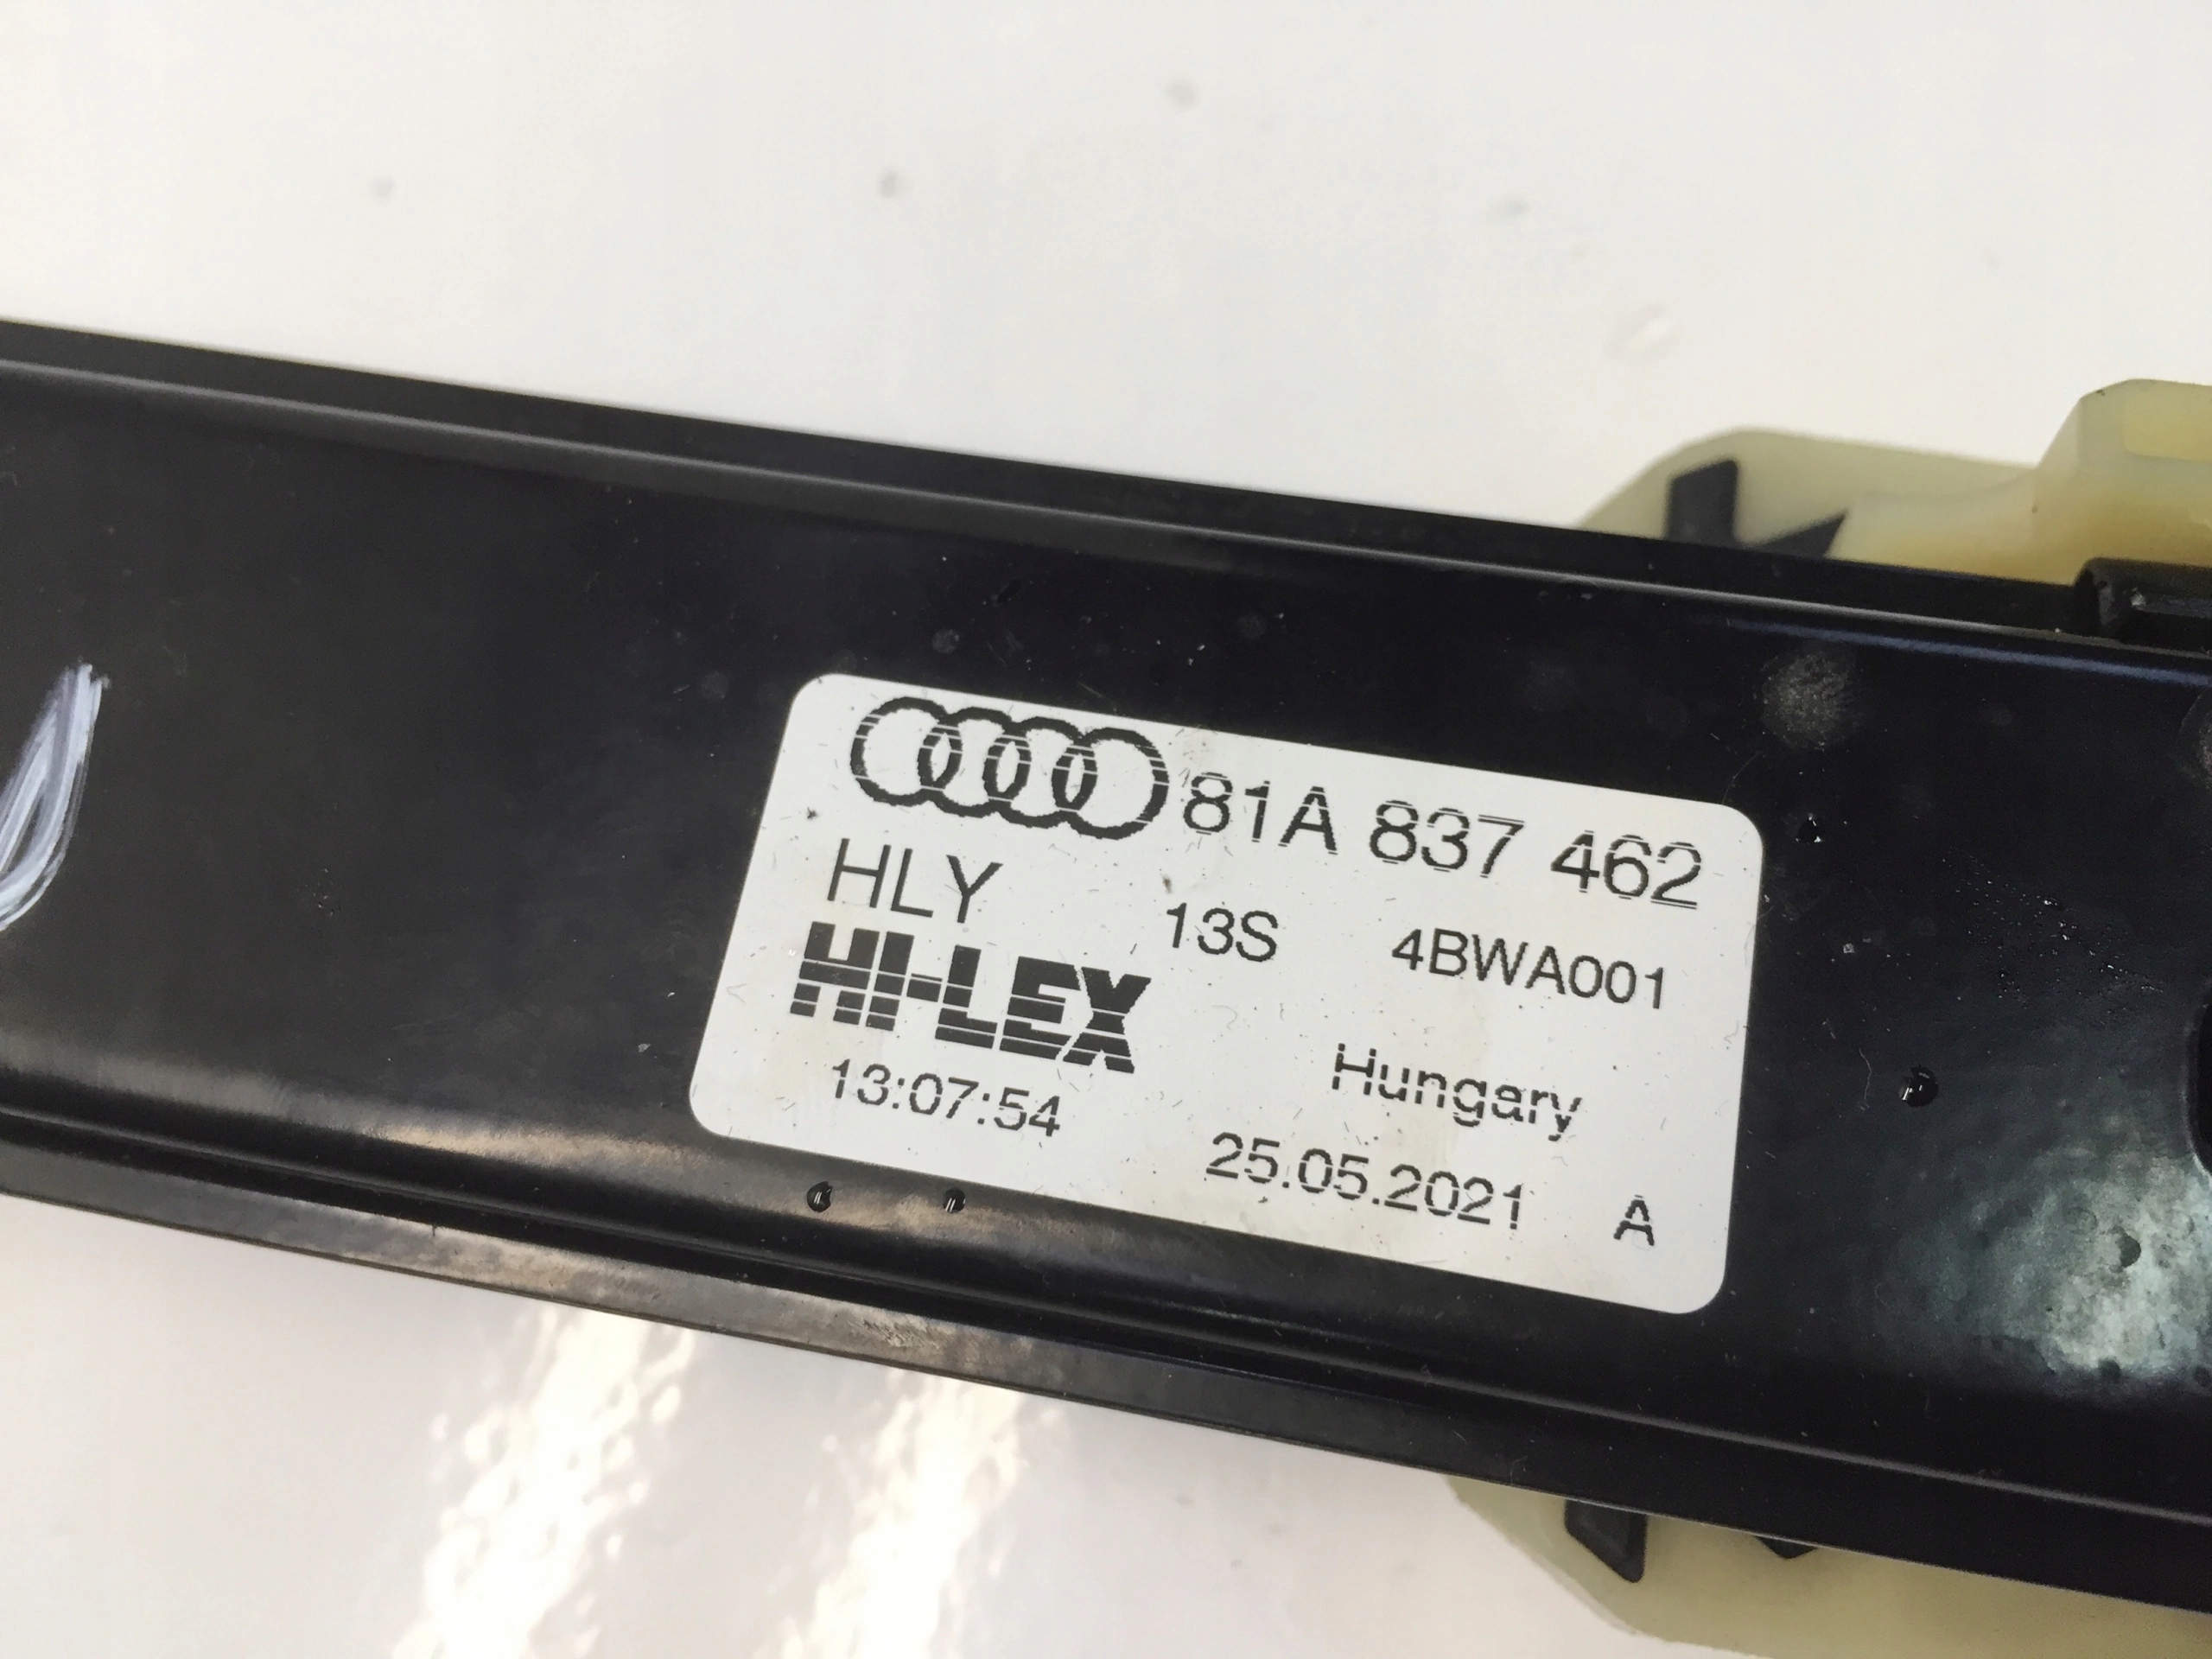 81A 837 462
HLY 13S 4BWA001
HI-LEX
Hungary
13:07:54 25.05.2021 A